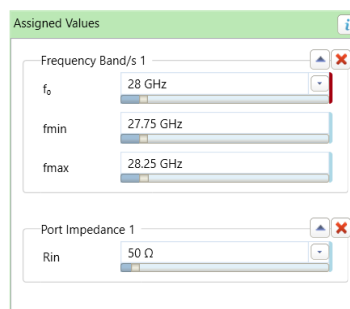 Assigned Values
i
Frequency Band/s 1
f₀ 28 GHz
fmin 27.75 GHz
fmax 28.25 GHz
Port Impedance 1
Rin 50 Ω